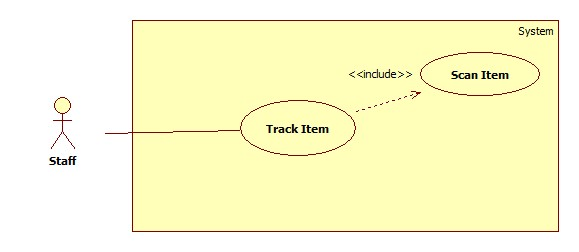 System
<<include>>
Scan Item
Track Item
Staff